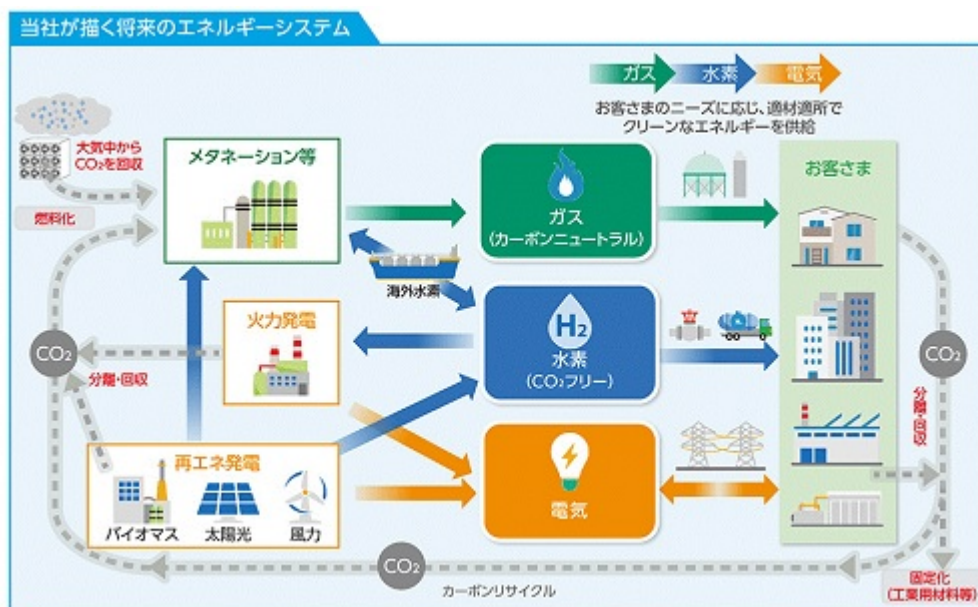 当社が描く将来のエネルギーシステム
ガス
水素
電気
お客さまのニーズに応じ、適材適所で
クリーンなエネルギーを供給
大気中から
CO₂を回収
燃料化
メタネーション等
ガス
(カーボンニュートラル)
お客さま
海外水素
火力発電
H₂
水素
(CO₂フリー)
CO₂
分離・回収
CO₂
分離・回収
再エネ発電
バイオマス
太陽光
風力
電気
CO₂
カーボンリサイクル
固定化
(工業用材料等)